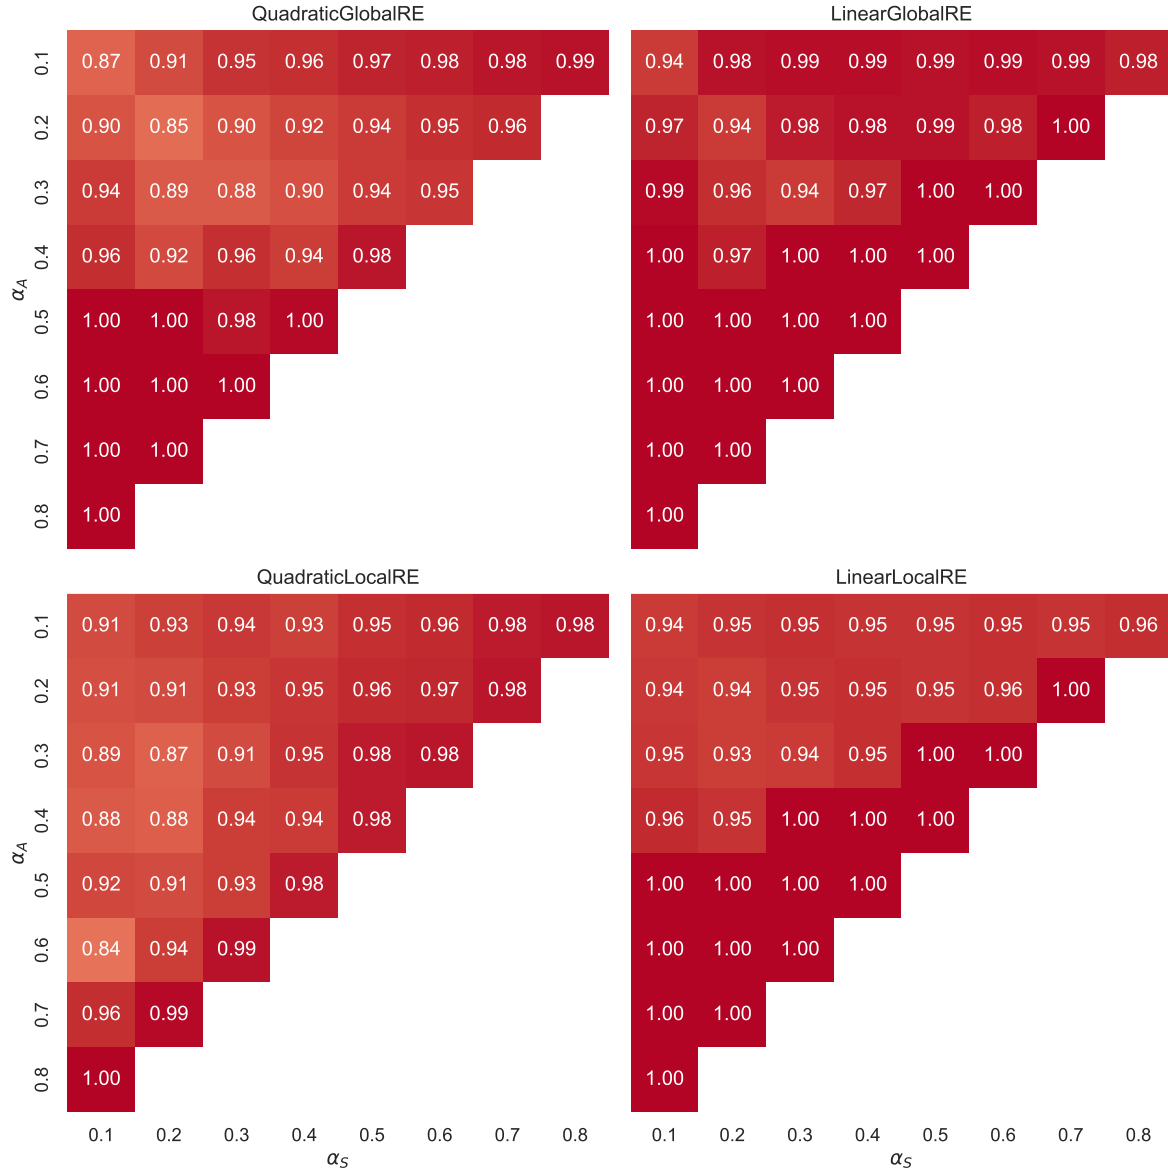 QuadraticGlobalRE
0.1 0.87 0.91 0.95 0.96 0.97 0.98 0.98 0.99
0.2 0.90 0.85 0.90 0.92 0.94 0.95 0.96
0.3 0.94 0.89 0.88 0.90 0.94 0.95
0.4 0.96 0.92 0.96 0.94 0.98
0.5 1.00 1.00 0.98 1.00
0.6 1.00 1.00 1.00
0.7 1.00 1.00
0.8 1.00
α_A
LinearGlobalRE
0.94 0.98 0.99 0.99 0.99 0.99 0.99 0.98
0.97 0.94 0.98 0.98 0.99 0.98 1.00
0.99 0.96 0.94 0.97 1.00 1.00
1.00 0.97 1.00 1.00 1.00
1.00 1.00 1.00 1.00
1.00 1.00 1.00
1.00 1.00
1.00
QuadraticLocalRE
0.1 0.91 0.93 0.94 0.93 0.95 0.96 0.98 0.98
0.2 0.91 0.91 0.93 0.95 0.96 0.97 0.98
0.3 0.89 0.87 0.91 0.95 0.98 0.98
0.4 0.88 0.88 0.94 0.94 0.98
0.5 0.92 0.91 0.93 0.98
0.6 0.84 0.94 0.99
0.7 0.96 0.99
0.8 1.00
α_A
0.1 0.2 0.3 0.4 0.5 0.6 0.7 0.8
α_S
LinearLocalRE
0.94 0.95 0.95 0.95 0.95 0.95 0.95 0.96
0.94 0.94 0.95 0.95 0.95 0.96 1.00
0.95 0.93 0.94 0.95 1.00 1.00
0.96 0.95 1.00 1.00 1.00
1.00 1.00 1.00 1.00
1.00 1.00 1.00
1.00 1.00
1.00
0.1 0.2 0.3 0.4 0.5 0.6 0.7 0.8
α_S